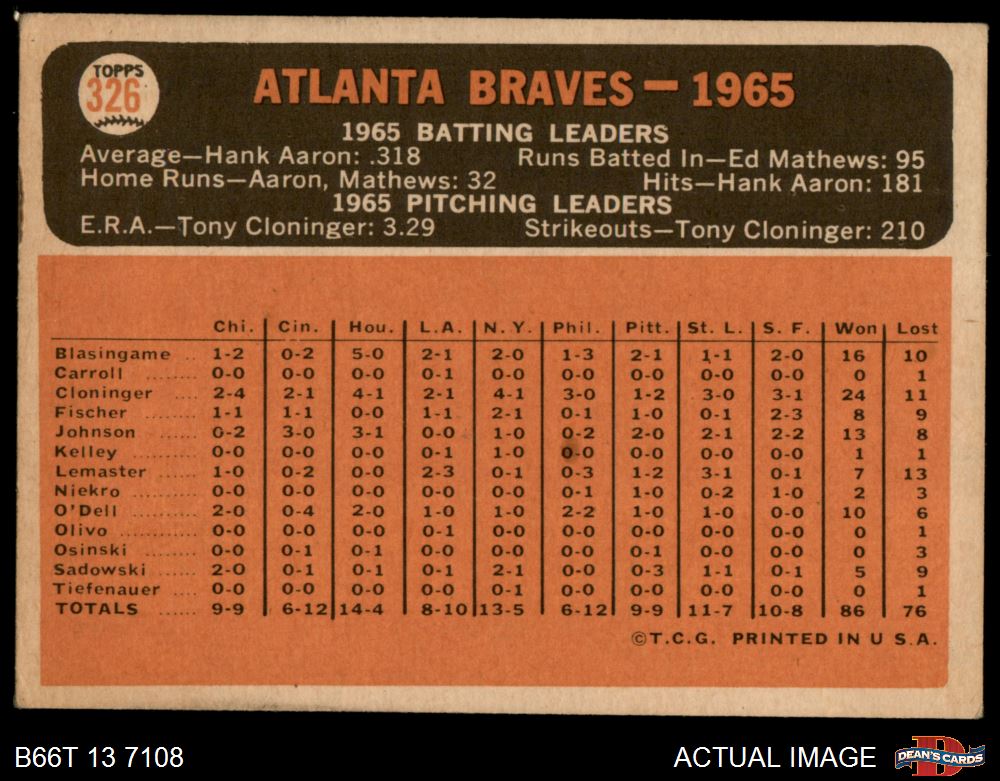 TOPPS
326
ATLANTA BRAVES — 1965
1965 BATTING LEADERS
Average—Hank Aaron: .318 Runs Batted In—Ed Mathews: 95
Home Runs—Aaron, Mathews: 32 Hits—Hank Aaron: 181
1965 PITCHING LEADERS
E.R.A.—Tony Cloninger: 3.29 Strikeouts—Tony Cloninger: 210
Chi. Cin. Hou. L.A. N.Y. Phil. Pitt. St. L. S. F. Won Lost
Blasingame .. 1-2 0-2 5-0 2-1 2-0 1-3 2-1 1-1 2-0 16 10
Carroll ........ 0-0 0-0 0-0 0-1 0-0 0-0 0-0 0-0 0-0 0 1
Cloninger .... 2-4 2-1 4-1 2-1 4-1 3-0 1-2 3-0 3-1 24 11
Fischer ........ 1-1 1-1 0-0 1-1 2-1 0-1 1-0 0-1 2-3 8 9
Johnson ...... 0-2 3-0 3-1 0-0 1-0 0-2 2-0 2-1 2-2 13 8
Kelley .......... 0-0 0-0 0-0 0-1 1-0 0-0 0-0 0-0 0-0 1 1
Lemaster .... 1-0 0-2 0-0 2-3 0-1 0-3 1-2 3-1 0-1 7 13
Niekro .......... 0-0 0-0 0-0 0-0 0-0 0-1 1-0 0-2 1-0 2 3
O'Dell .......... 2-0 0-4 2-0 1-0 1-0 2-2 1-0 1-0 0-0 10 6
Olivo ............ 0-0 0-0 0-0 0-1 0-0 0-0 0-0 0-0 0-0 0 1
Osinski ........ 0-0 0-1 0-1 0-0 0-0 0-0 0-1 0-0 0-0 0 3
Sadowski ...... 2-0 0-1 0-1 0-1 2-1 0-0 0-3 1-1 0-1 5 9
Tiefenauer .... 0-0 0-0 0-0 0-0 0-1 0-0 0-0 0-0 0-0 0 1
TOTALS ...... 9-9 6-12 14-4 8-10 13-5 6-12 9-9 11-7 10-8 86 76
©T.C.G. PRINTED IN U S.A.
B66T 13 7108 ACTUAL IMAGE D DEAN'S CARDS